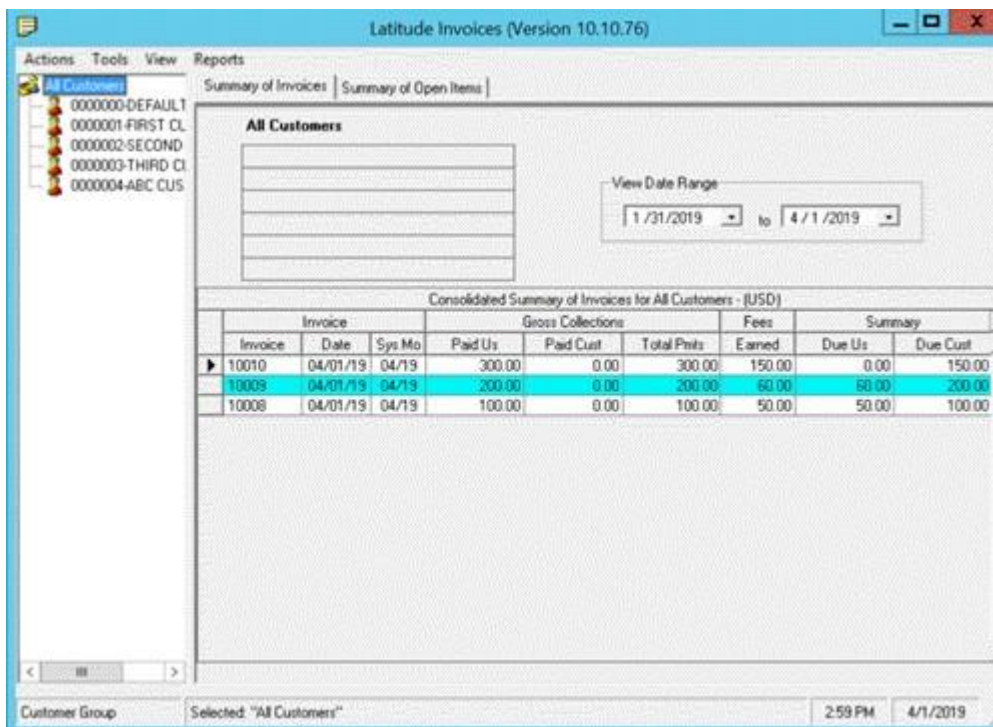 Latitude Invoices (Version 10.10.76)
Actions Tools View Reports
All Customers
0000000-DEFAULT
0000001-FIRST CL
0000002-SECOND
0000003-THIRD CL
0000004-ABC CUS
Summary of Invoices Summary of Open Items
All Customers
View Date Range
1/31/2019 to 4/1/2019
Consolidated Summary of Invoices for All Customers - (USD)
Invoice Gross Collections Fees Summary
Invoice Date Sys Mo Paid Us Paid Cust Total Pmts Earned Due Us Due Cust
10010 04/01/19 04/19 300.00 0.00 300.00 150.00 0.00 150.00
10009 04/01/19 04/19 200.00 0.00 200.00 60.00 60.00 200.00
10008 04/01/19 04/19 100.00 0.00 100.00 50.00 50.00 100.00
Customer Group Selected: "All Customers" 2:59 PM 4/1/2019